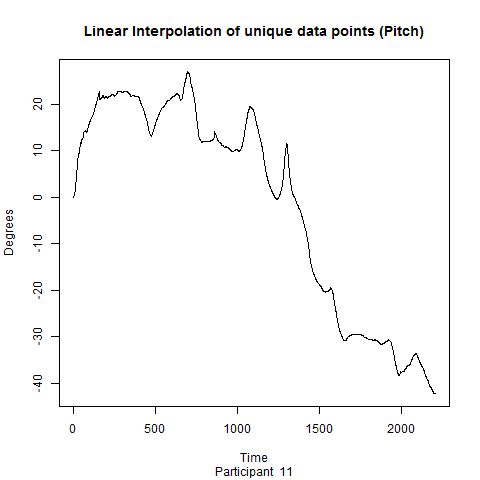 Linear Interpolation of unique data points (Pitch)
Degrees
20
10
0
-10
-20
-30
-40
0 500 1000 1500 2000
Time
Participant 11